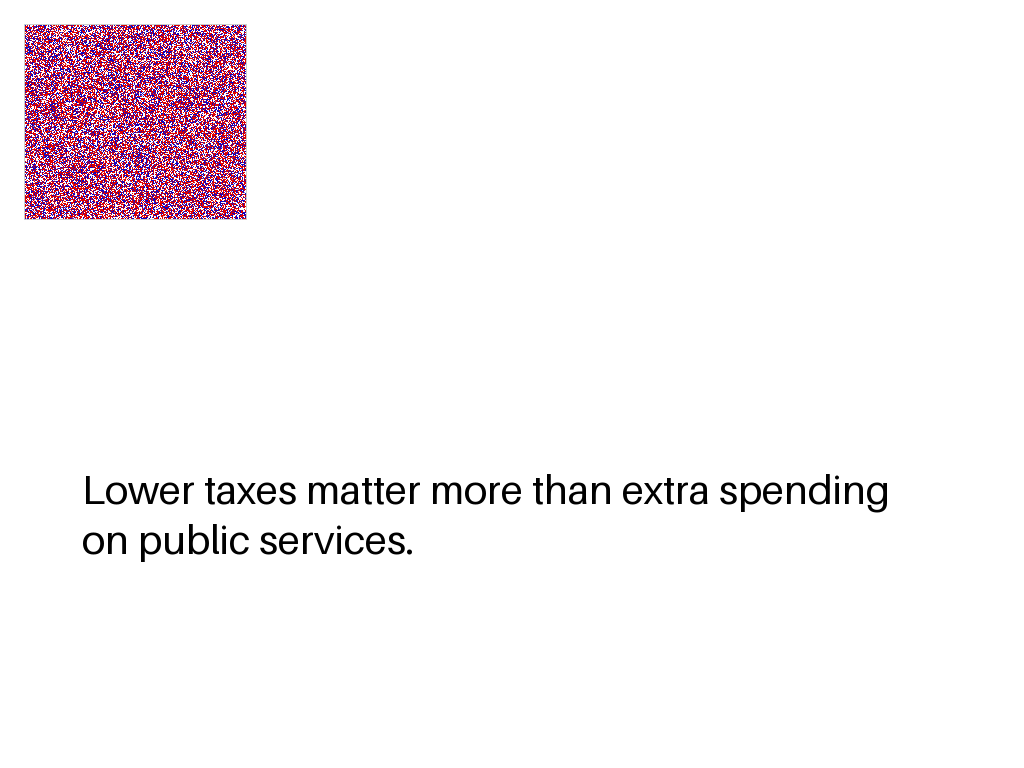 Lower taxes matter more than extra spending
on public services.